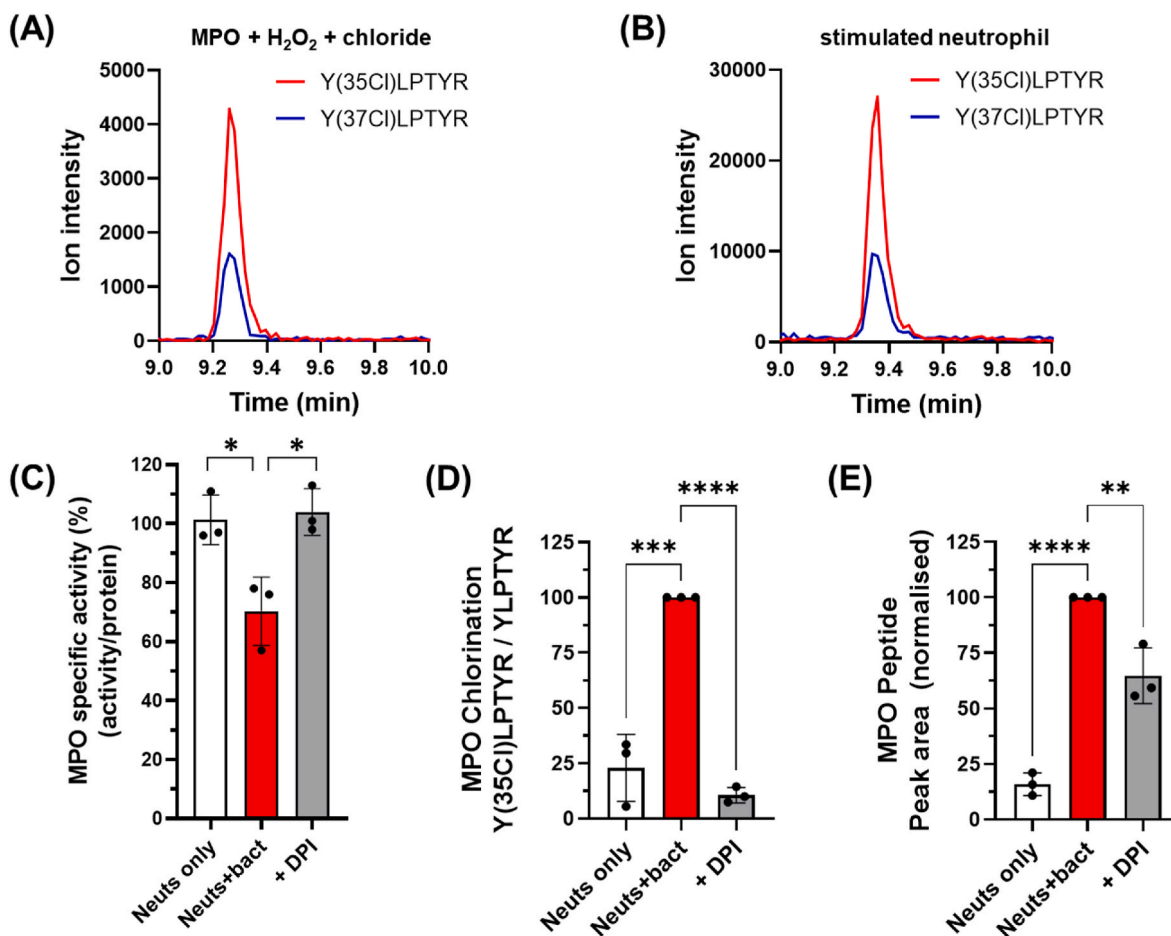 (A)
MPO + H2O2 + chloride
Y(35Cl)LPTYR
Y(37Cl)LPTYR
Ion intensity
5000
4000
3000
2000
1000
0
9.0 9.2 9.4 9.6 9.8 10.0
Time (min)
(B)
stimulated neutrophil
Y(35Cl)LPTYR
Y(37Cl)LPTYR
Ion intensity
30000
20000
10000
0
9.0 9.2 9.4 9.6 9.8 10.0
Time (min)
(C)
MPO specific activity (%)
(activity/protein)
120
100
80
60
40
20
0
* *
Neuts only
Neuts+bact
+ DPI
(D)
MPO Chlorination
Y(35Cl)LPTYR / YLPTYR
125
100
75
50
25
0
****
***
Neuts only
Neuts+bact
+ DPI
(E)
MPO Peptide
Peak area (normalised)
125
100
75
50
25
0
**
****
Neuts only
Neuts+bact
+ DPI